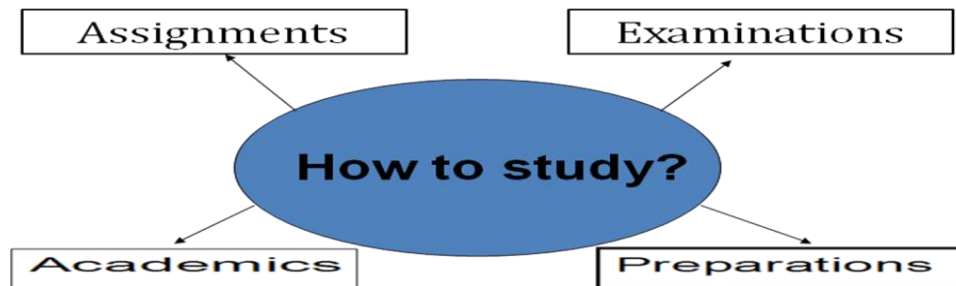 Assignments
Examinations
How to study?
Academics
Preparations